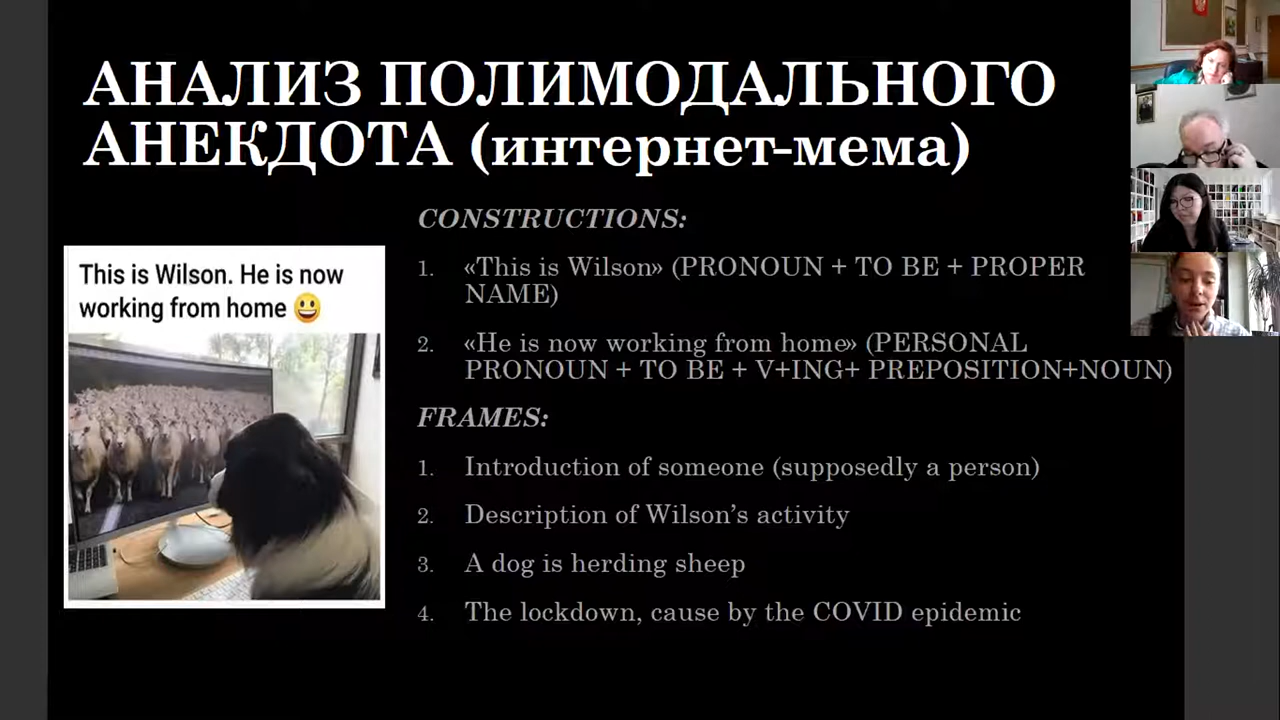 АНАЛИЗ ПОЛИМОДАЛЬНОГО
АНЕКДОТА (интернет-мема)
This is Wilson. He is now
working from home 😃
CONSTRUCTIONS:
1. «This is Wilson» (PRONOUN + TO BE + PROPER
NAME)
2. «He is now working from home» (PERSONAL
PRONOUN + TO BE + V+ING+ PREPOSITION+NOUN)
FRAMES:
1. Introduction of someone (supposedly a person)
2. Description of Wilson’s activity
3. A dog is herding sheep
4. The lockdown, cause by the COVID epidemic